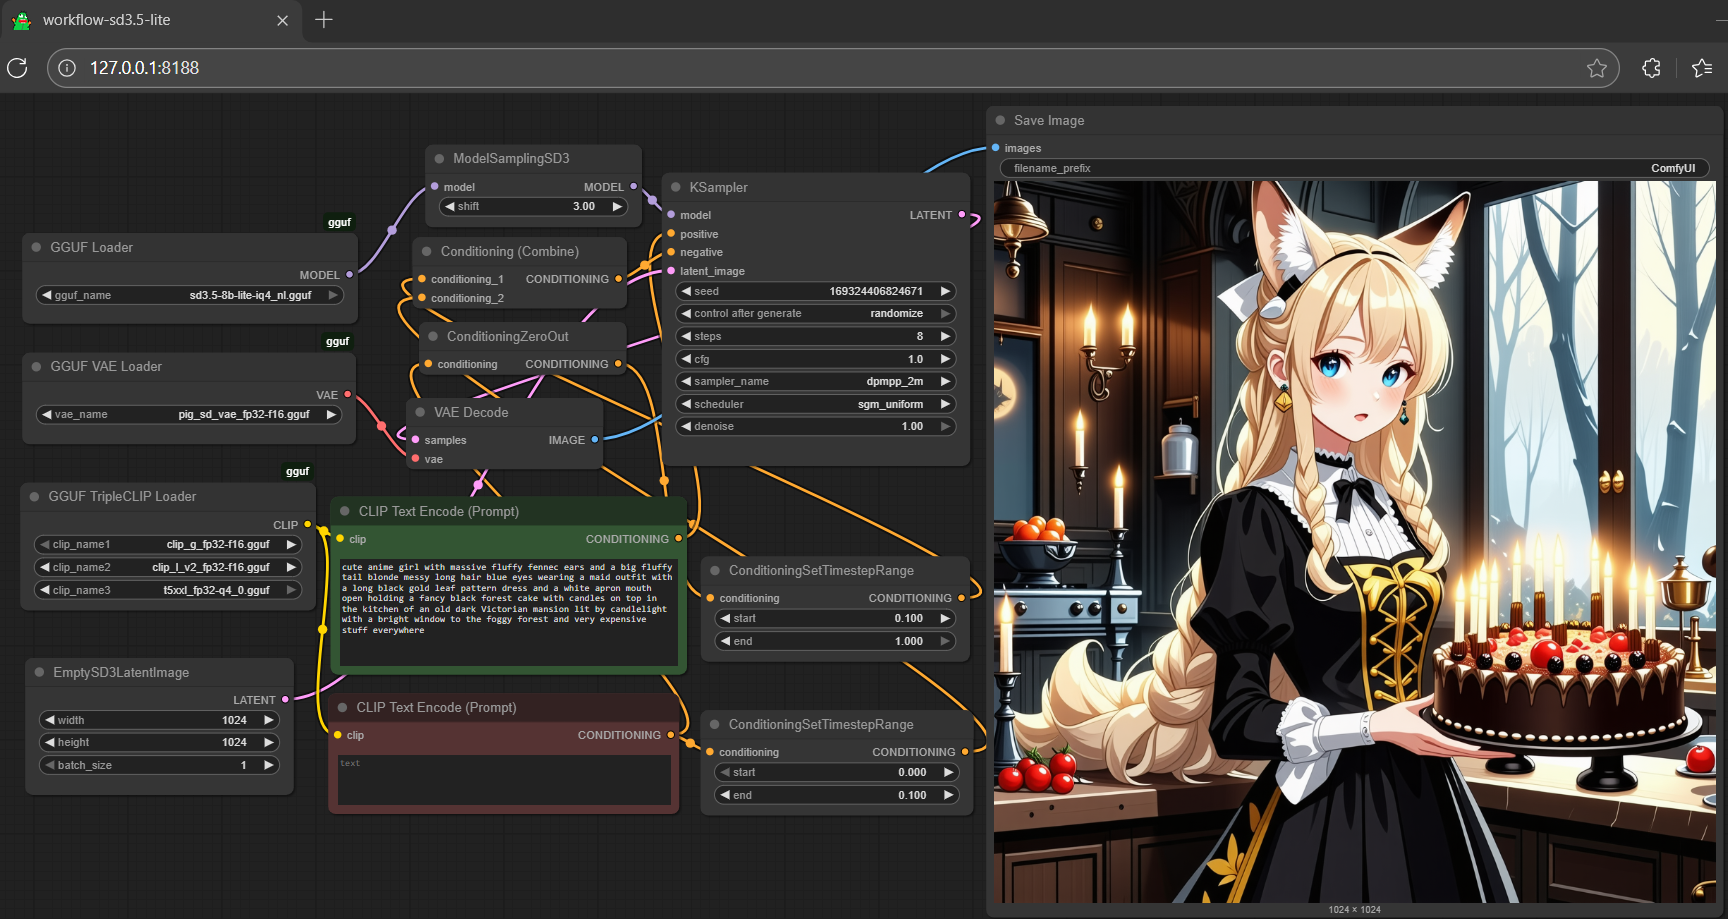 workflow-sd3.5-lite
127.0.0.1:8188
gguf
GGUF Loader
MODEL
gguf_name sd3.5-8b-lite-iq4_nl.gguf
gguf
GGUF VAE Loader
VAE
vae_name pig_sd_vae_fp32-f16.gguf
gguf
GGUF TripleCLIP Loader
CLIP
clip_name1 clip_g_fp32-f16.gguf
clip_name2 clip_l_v2_fp32-f16.gguf
clip_name3 t5xxl_fp32-q4_0.gguf
EmptySD3LatentImage
LATENT
width 1024
height 1024
batch_size 1
ModelSamplingSD3
model MODEL
shift 3.00
Conditioning (Combine)
conditioning_1 CONDITIONING
conditioning_2
ConditioningZeroOut
conditioning CONDITIONING
VAE Decode
samples IMAGE
vae
CLIP Text Encode (Prompt)
clip CONDITIONING
cute anime girl with massive fluffy fennec ears and a big fluffy
tail blonde messy long hair blue eyes wearing a maid outfit with
a long black gold leaf pattern dress and a white apron mouth
open holding a fancy black forest cake with candles on top in
the kitchen of an old dark Victorian mansion lit by candlelight
with a bright window to the foggy forest and very expensive
stuff everywhere
CLIP Text Encode (Prompt)
clip CONDITIONING
text
KSampler
model LATENT
positive
negative
latent_image
seed 169324406824671
control after generate randomize
steps 8
cfg 1.0
sampler_name dpmpp_2m
scheduler sgm_uniform
denoise 1.00
ConditioningSetTimestepRange
conditioning CONDITIONING
start 0.100
end 1.000
ConditioningSetTimestepRange
conditioning CONDITIONING
start 0.000
end 0.100
Save Image
images
filename_prefix ComfyUI
1024 × 1024